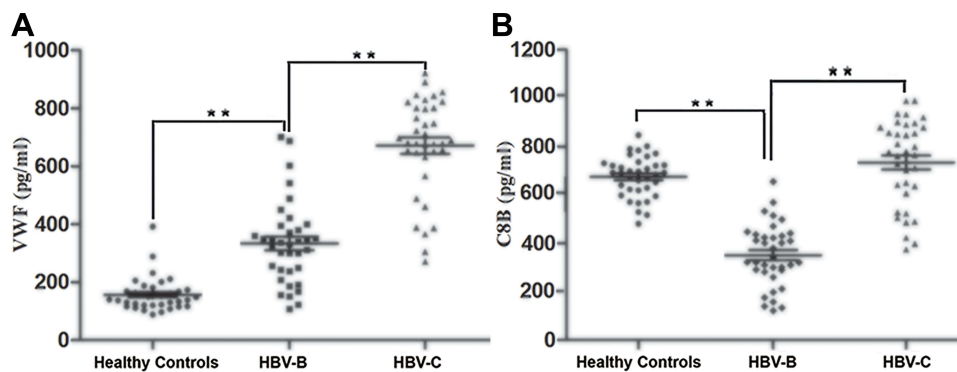 A
VWF (pg/ml)
1000
800
600
400
200
0
**
**
Healthy Controls
HBV-B
HBV-C
B
C8B (pg/ml)
1200
1000
800
600
400
200
0
**
**
Healthy Controls
HBV-B
HBV-C